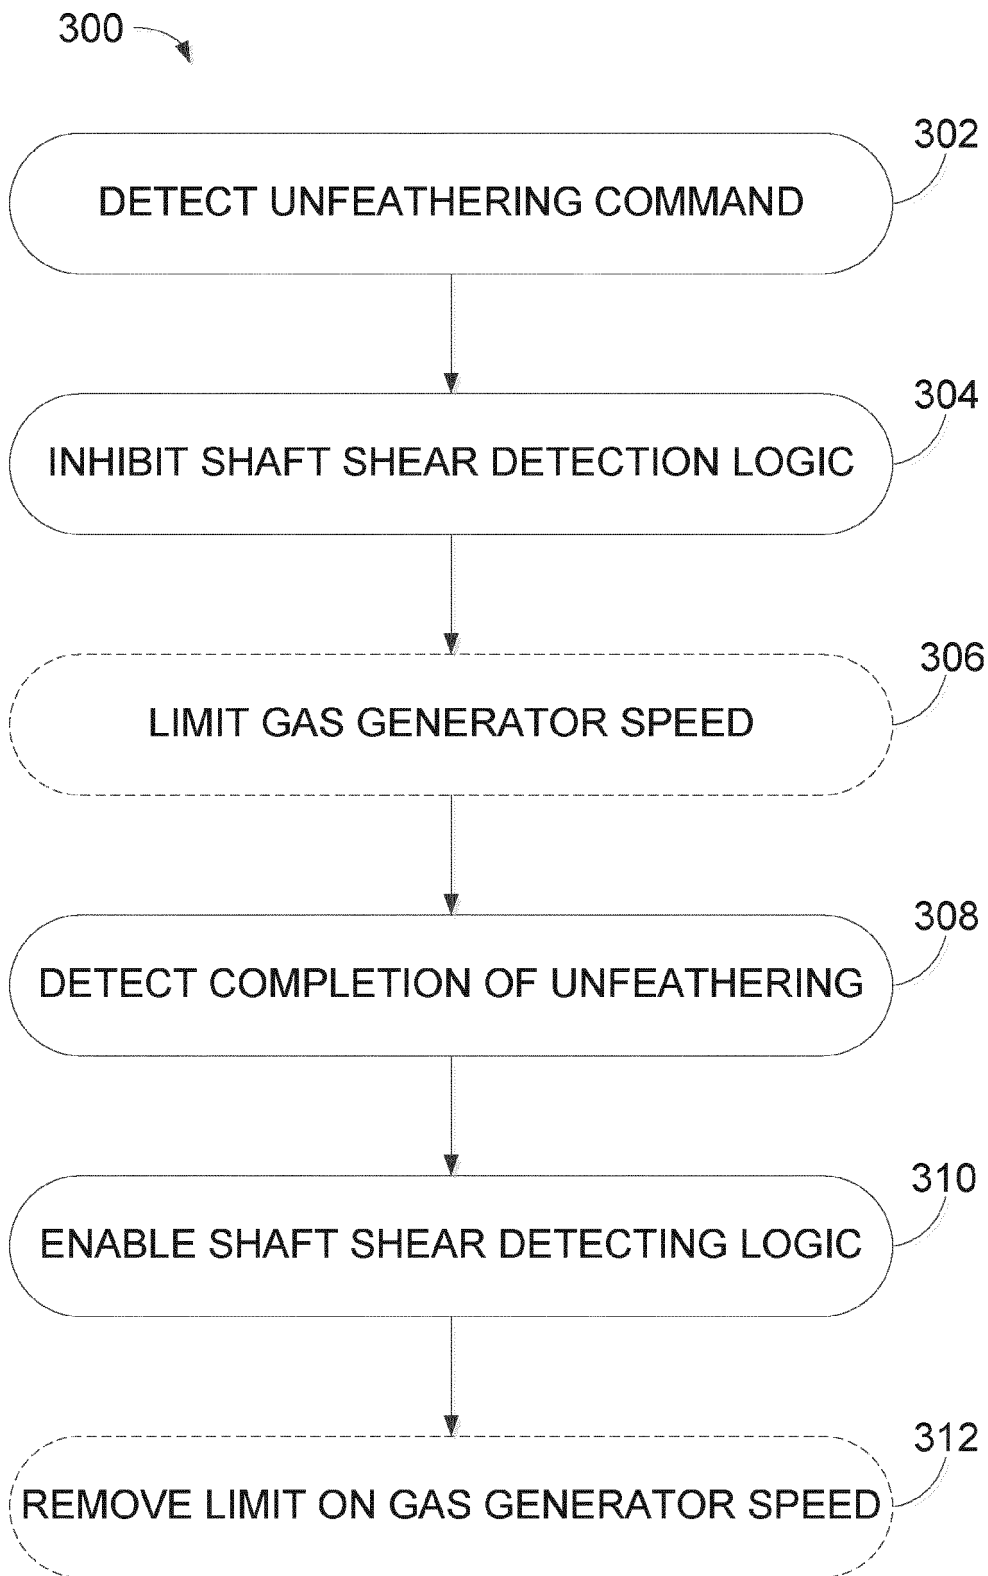 300
302
DETECT UNFEATHERING COMMAND
304
INHIBIT SHAFT SHEAR DETECTION LOGIC
306
LIMIT GAS GENERATOR SPEED
308
DETECT COMPLETION OF UNFEATHERING
310
ENABLE SHAFT SHEAR DETECTING LOGIC
312
REMOVE LIMIT ON GAS GENERATOR SPEED